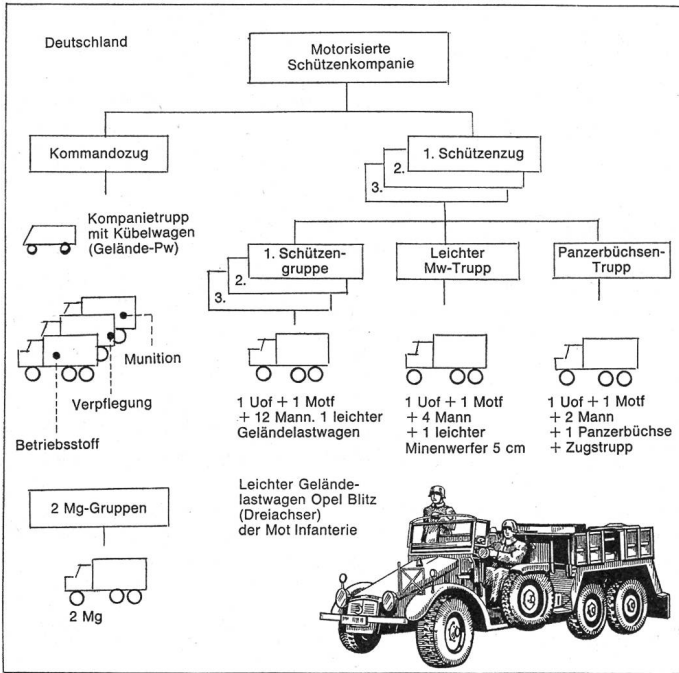 Deutschland
Motorisierte
Schützenkompanie
Kommandozug
1. Schützenzug
2.
3.
Kompanietrupp
mit Kübelwagen
(Gelände-Pw)
1. Schützen-
gruppe
2.
3.
Leichter
Mw-Trupp
Panzerbüchsen-
Trupp
Munition
Verpflegung
Betriebsstoff
1 Uof + 1 Motf
+ 12 Mann. 1 leichter
Geländelastwagen
1 Uof + 1 Motf
+ 4 Mann
+ 1 leichter
Minenwerfer 5 cm
1 Uof + 1 Motf
+ 2 Mann
+ 1 Panzerbüchse
+ Zugstrupp
2 Mg-Gruppen
2 Mg
Leichter Gelände-
lastwagen Opel Blitz
(Dreiachser)
der Mot Infanterie